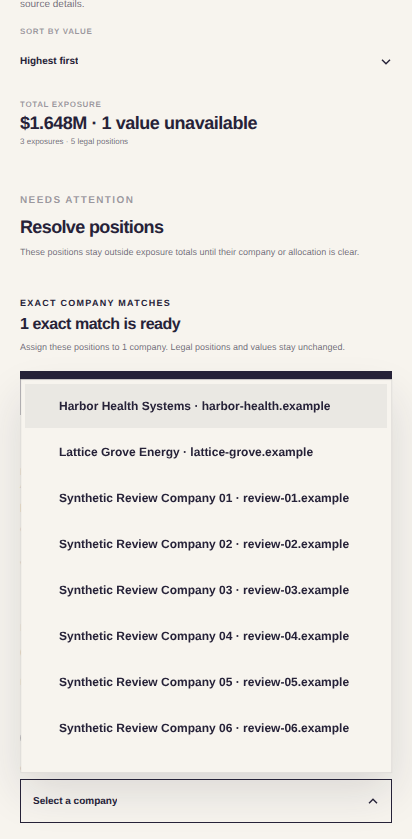 source details.
SORT BY VALUE
Highest first
TOTAL EXPOSURE
$1.648M · 1 value unavailable
3 exposures · 5 legal positions
NEEDS ATTENTION
Resolve positions
These positions stay outside exposure totals until their company or allocation is clear.
EXACT COMPANY MATCHES
1 exact match is ready
Assign these positions to 1 company. Legal positions and values stay unchanged.
Harbor Health Systems · harbor-health.example
Lattice Grove Energy · lattice-grove.example
Synthetic Review Company 01 · review-01.example
Synthetic Review Company 02 · review-02.example
Synthetic Review Company 03 · review-03.example
Synthetic Review Company 04 · review-04.example
Synthetic Review Company 05 · review-05.example
Synthetic Review Company 06 · review-06.example
Select a company